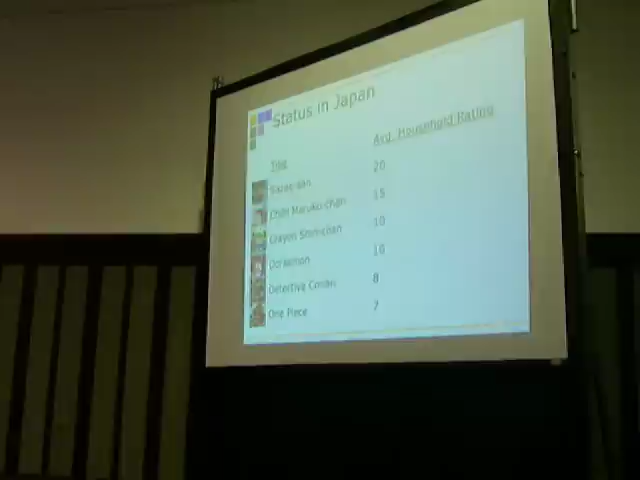 Status in Japan
Title Avg. Household Rating
Sazae-san 20
Chibi Maruko-chan 15
Crayon Shin-chan 10
Doraemon 10
Detective Conan 8
One Piece 7